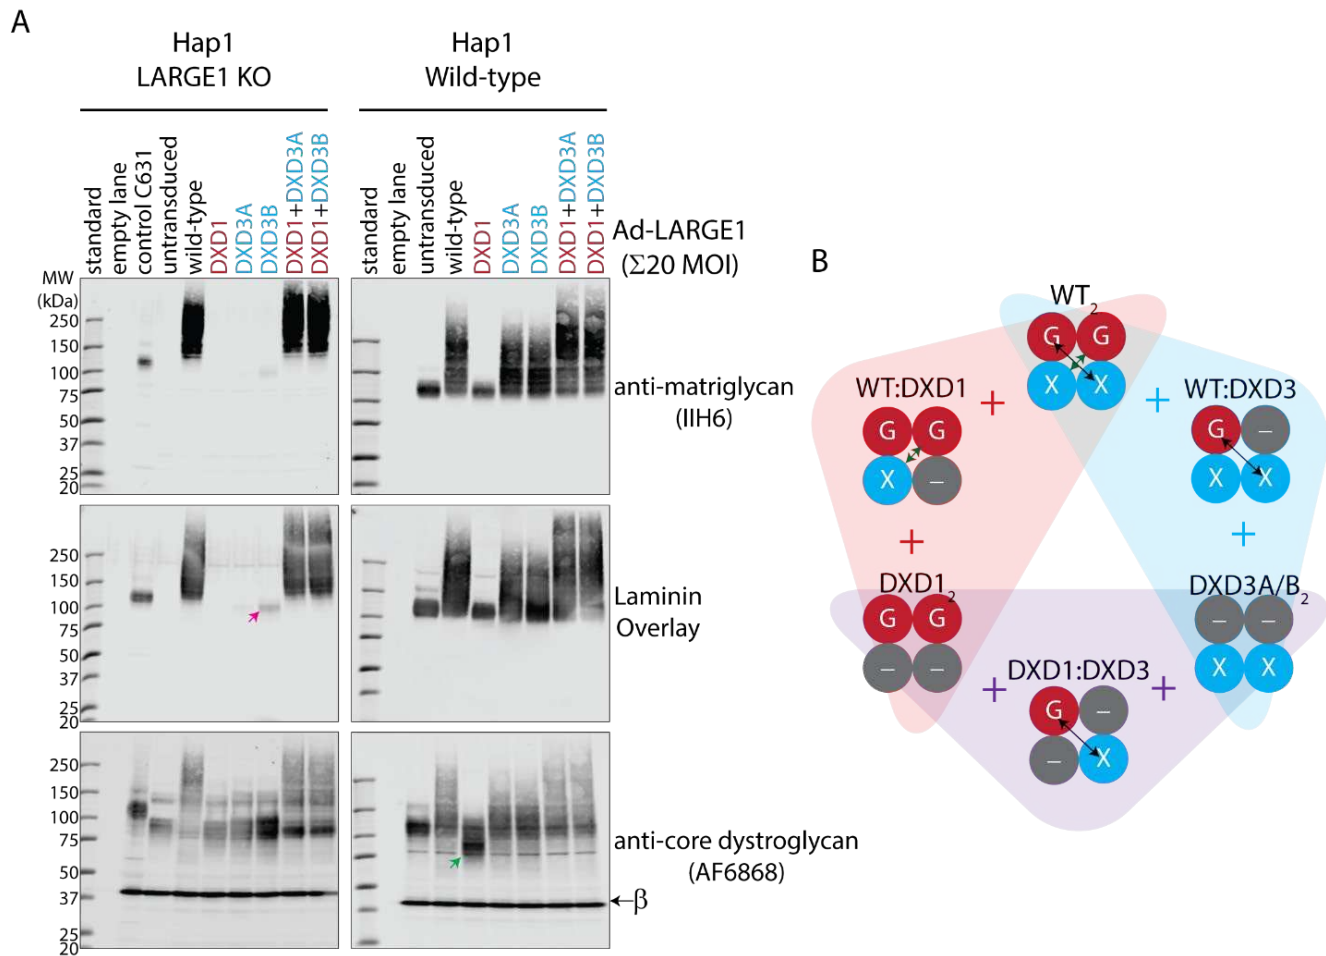 A
Hap1
LARGE1 KO
Hap1
Wild-type
standard
empty lane
control C631
untransduced
wild-type
DXD1
DXD3A
DXD3B
DXD1+DXD3A
DXD1+DXD3B
standard
empty lane
untransduced
wild-type
DXD1
DXD3A
DXD3B
DXD1+DXD3A
DXD1+DXD3B
Ad-LARGE1
(Σ20 MOI)
MW
(kDa)
250
150
100
75
50
37
25
20
anti-matriglycan
(IIH6)
250
150
100
75
50
37
25
20
Laminin
Overlay
250
150
100
75
50
37
25
20
anti-core dystroglycan
(AF6868)
β
B
WT2
G G
X X
WT:DXD1
G G
X –
+
+
WT:DXD3
G –
X X
+
+
DXD12
G G
– –
DXD3A/B2
– –
X X
DXD1:DXD3
+ G – +
– X